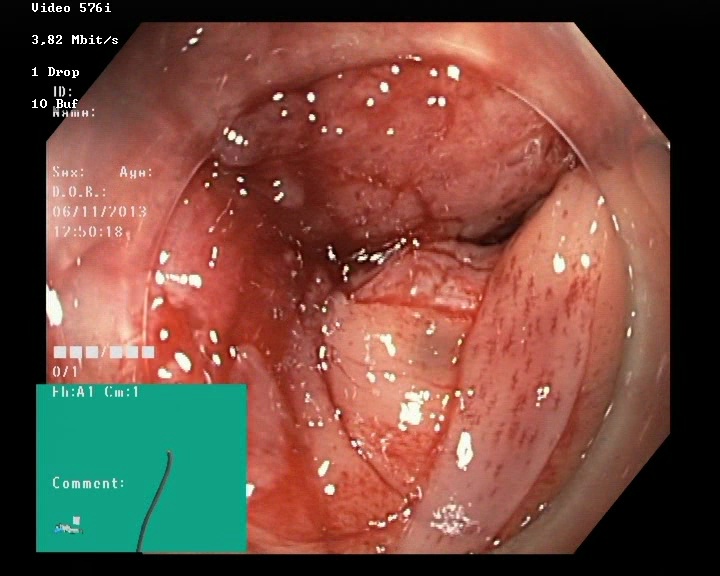 Video 576i
3,82 Mbit/s
1 Drop
10 Buf
ID:
Name:
Sex: Age:
D.O.B.:
06/11/2013
12:50:18
0/1
Eh:A1 Cm:1
Comment: